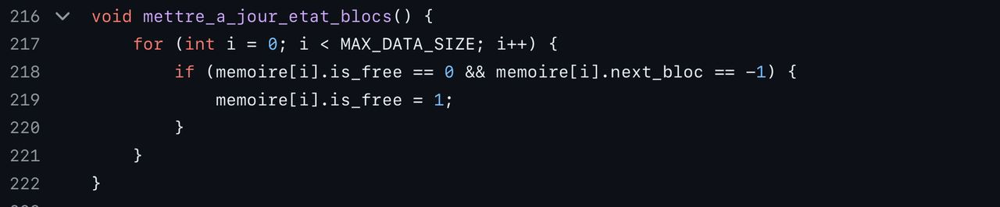 216 void mettre_a_jour_etat_blocs() {
217 for (int i = 0; i < MAX_DATA_SIZE; i++) {
218 if (memoire[i].is_free == 0 && memoire[i].next_bloc == -1) {
219 memoire[i].is_free = 1;
220 }
221 }
222 }